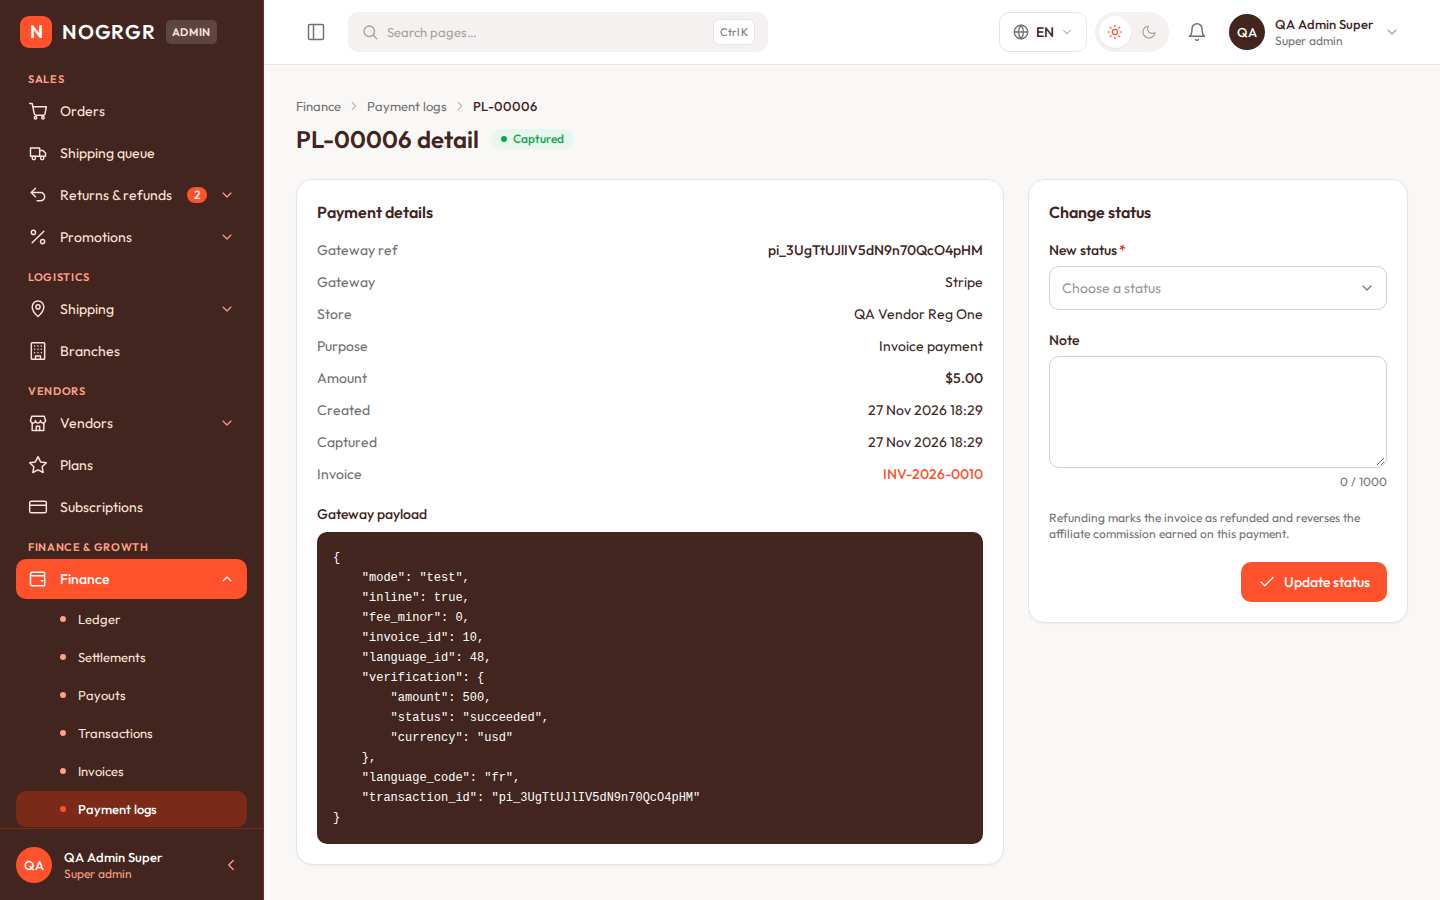 N NOGRGR ADMIN
SALES
Orders
Shipping queue
Returns & refunds 2
Promotions
LOGISTICS
Shipping
Branches
VENDORS
Vendors
Plans
Subscriptions
FINANCE & GROWTH
Finance
Ledger
Settlements
Payouts
Transactions
Invoices
Payment logs
QA QA Admin Super
Super admin
Search pages... Ctrl K
EN
QA QA Admin Super
Super admin
Finance > Payment logs > PL-00006
PL-00006 detail Captured
Payment details
Gateway ref pi_3UgTtUJlIV5dN9n70QcO4pHM
Gateway Stripe
Store QA Vendor Reg One
Purpose Invoice payment
Amount $5.00
Created 27 Nov 2026 18:29
Captured 27 Nov 2026 18:29
Invoice INV-2026-0010
Gateway payload
{
    "mode": "test",
    "inline": true,
    "fee_minor": 0,
    "invoice_id": 10,
    "language_id": 48,
    "verification": {
        "amount": 500,
        "status": "succeeded",
        "currency": "usd"
    },
    "language_code": "fr",
    "transaction_id": "pi_3UgTtUJlIV5dN9n70QcO4pHM"
}
Change status
New status *
Choose a status
Note
0 / 1000
Refunding marks the invoice as refunded and reverses the
affiliate commission earned on this payment.
Update status